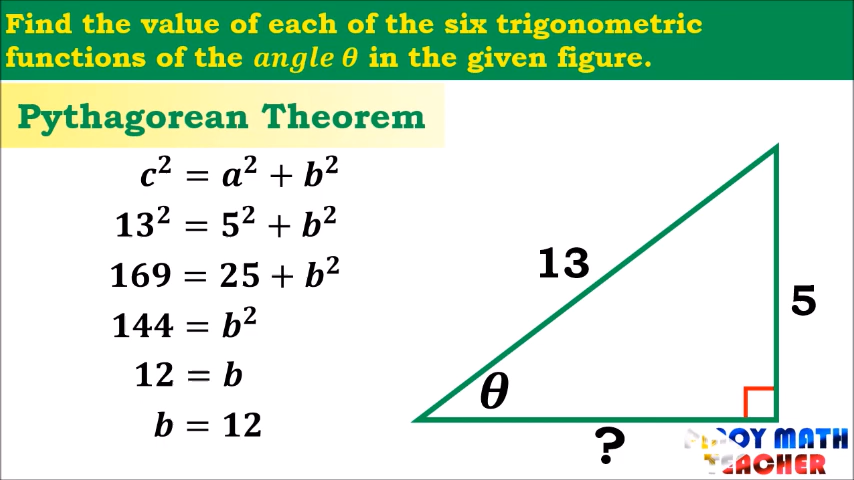 Find the value of each of the six trigonometric
functions of the angle θ in the given figure.
Pythagorean Theorem
c² = a² + b²
13² = 5² + b²
169 = 25 + b²
144 = b²
12 = b
b = 12
13
5
θ
?
MATH
TEACHER